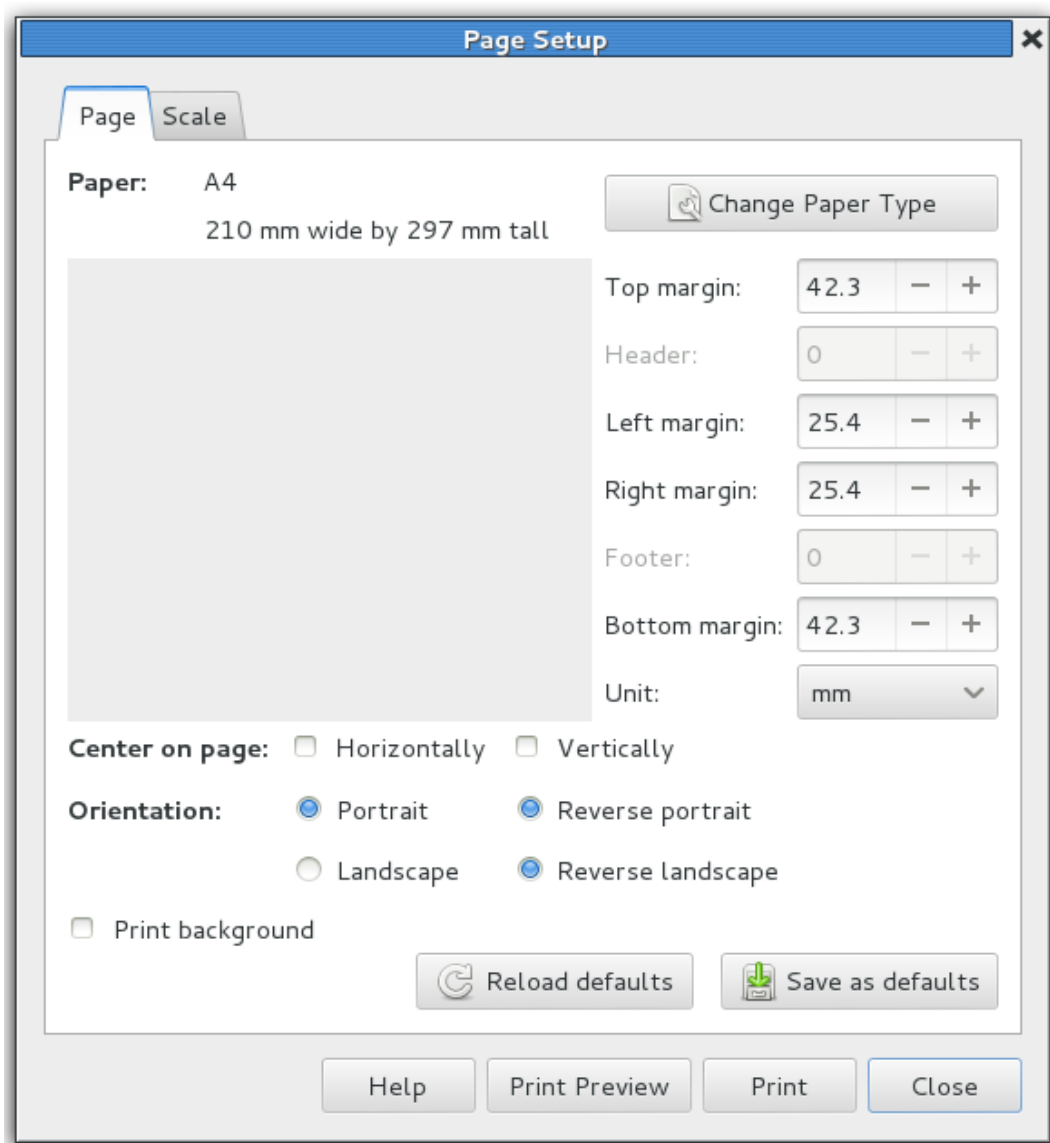 Page Setup
Page Scale
Paper: A4
210 mm wide by 297 mm tall
Change Paper Type
Top margin: 42.3
Header: 0
Left margin: 25.4
Right margin: 25.4
Footer: 0
Bottom margin: 42.3
Unit: mm
Center on page: Horizontally Vertically
Orientation: Portrait Reverse portrait
Landscape Reverse landscape
Print background
Reload defaults Save as defaults
Help Print Preview Print Close